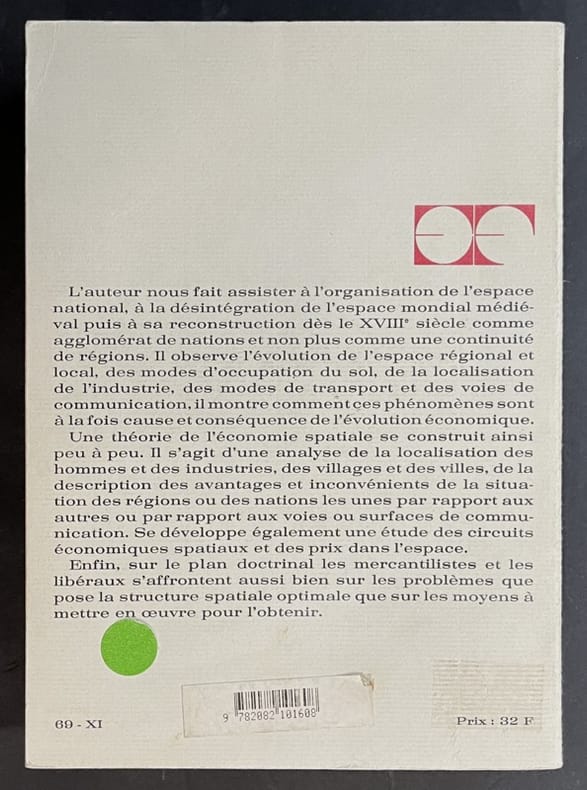 L'auteur nous fait assister à l'organisation de l'espace
national, à la désintégration de l'espace mondial médié-
val puis à sa reconstruction dès le XVIIIᵉ siècle comme
agglomérat de nations et non plus comme une continuité
de régions. Il observe l'évolution de l'espace régional et
local, des modes d'occupation du sol, de la localisation
de l'industrie, des modes de transport et des voies de
communication, il montre comment ces phénomènes sont
à la fois cause et conséquence de l'évolution économique.
Une théorie de l'économie spatiale se construit ainsi
peu à peu. Il s'agit d'une analyse de la localisation des
hommes et des industries, des villages et des villes, de la
description des avantages et inconvénients de la situa-
tion des régions ou des nations les unes par rapport aux
autres ou par rapport aux voies ou surfaces de commu-
nication. Se développe également une étude des circuits
économiques spatiaux et des prix dans l'espace.
Enfin, sur le plan doctrinal les mercantilistes et les
libéraux s'affrontent aussi bien sur les problèmes que
pose la structure spatiale optimale que sur les moyens à
mettre en œuvre pour l'obtenir.
9 782082 101608
69 - XI
Prix : 32 F